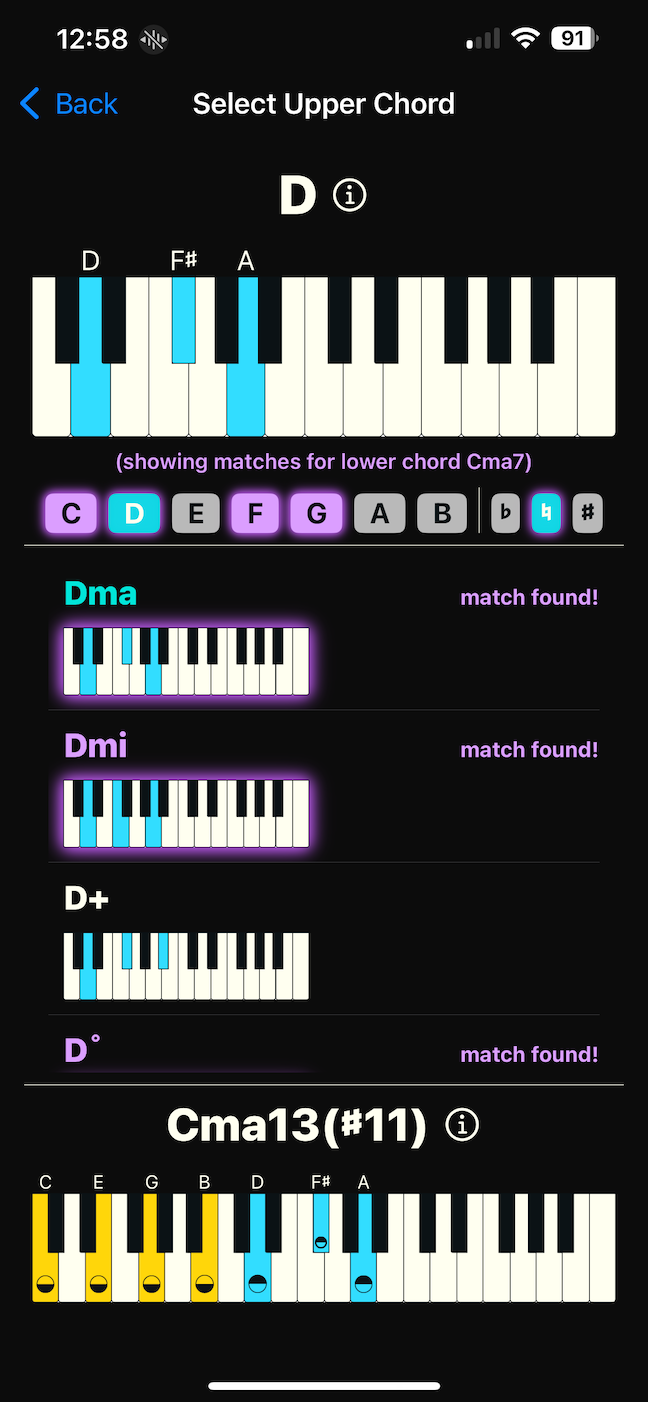 12:58 91
Back Select Upper Chord
D
D F♯ A
(showing matches for lower chord Cma7)
C D E F G A B ♭ ♮ ♯
Dma match found!
Dmi match found!
D+
D° match found!
Cma13(♯11)
C E G B D F♯ A